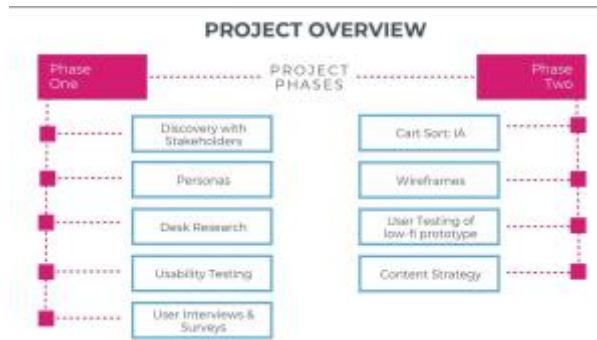 PROJECT OVERVIEW
Phase
One
PROJECT
PHASES
Phase
Two
Discovery with
Stakeholders
Personas
Desk Research
Usability Testing
User Interviews &
Surveys
Cart Sort: IA
Wireframes
User Testing of
low-fi prototype
Content Strategy